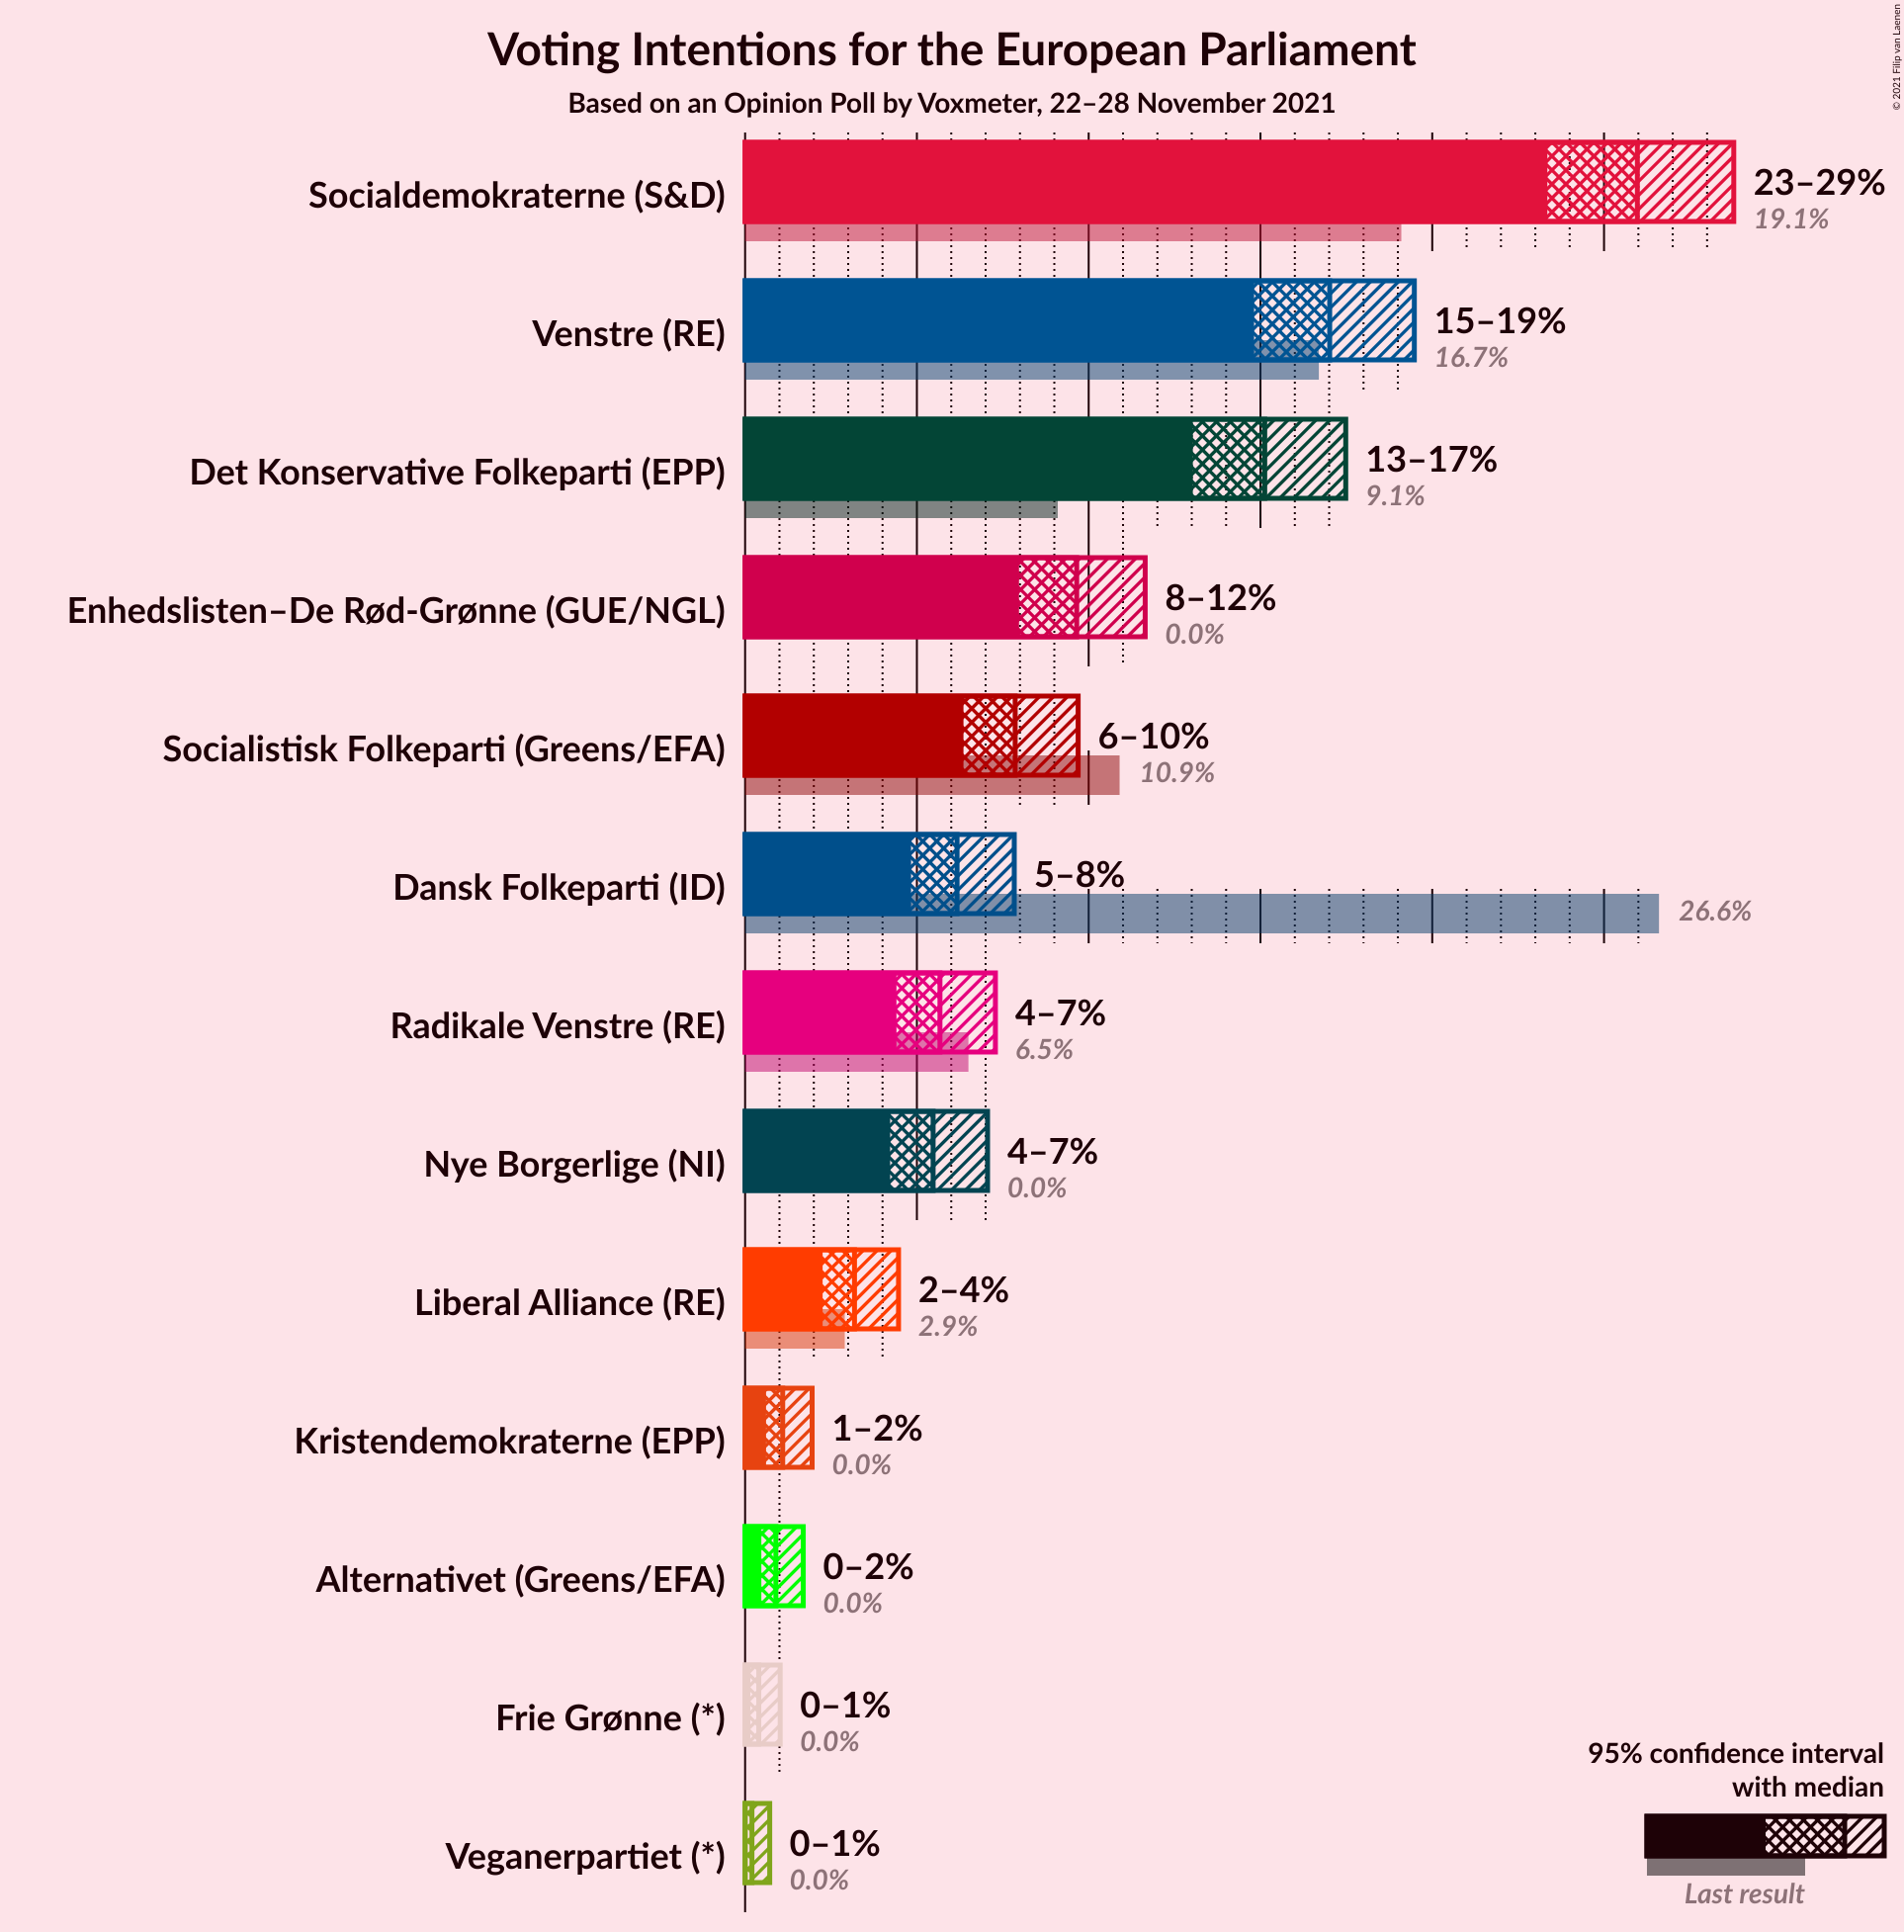 Voting Intentions for the European Parliament
Based on an Opinion Poll by Voxmeter, 22–28 November 2021
© 2021 Filip van Laenen
Socialdemokraterne (S&D)
23–29%
19.1%
Venstre (RE)
15–19%
16.7%
Det Konservative Folkeparti (EPP)
13–17%
9.1%
Enhedslisten–De Rød-Grønne (GUE/NGL)
8–12%
0.0%
Socialistisk Folkeparti (Greens/EFA)
6–10%
10.9%
Dansk Folkeparti (ID)
5–8%
26.6%
Radikale Venstre (RE)
4–7%
6.5%
Nye Borgerlige (NI)
4–7%
0.0%
Liberal Alliance (RE)
2–4%
2.9%
Kristendemokraterne (EPP)
1–2%
0.0%
Alternativet (Greens/EFA)
0–2%
0.0%
Frie Grønne (*)
0–1%
0.0%
Veganerpartiet (*)
0–1%
0.0%
95% confidence interval
with median
Last result